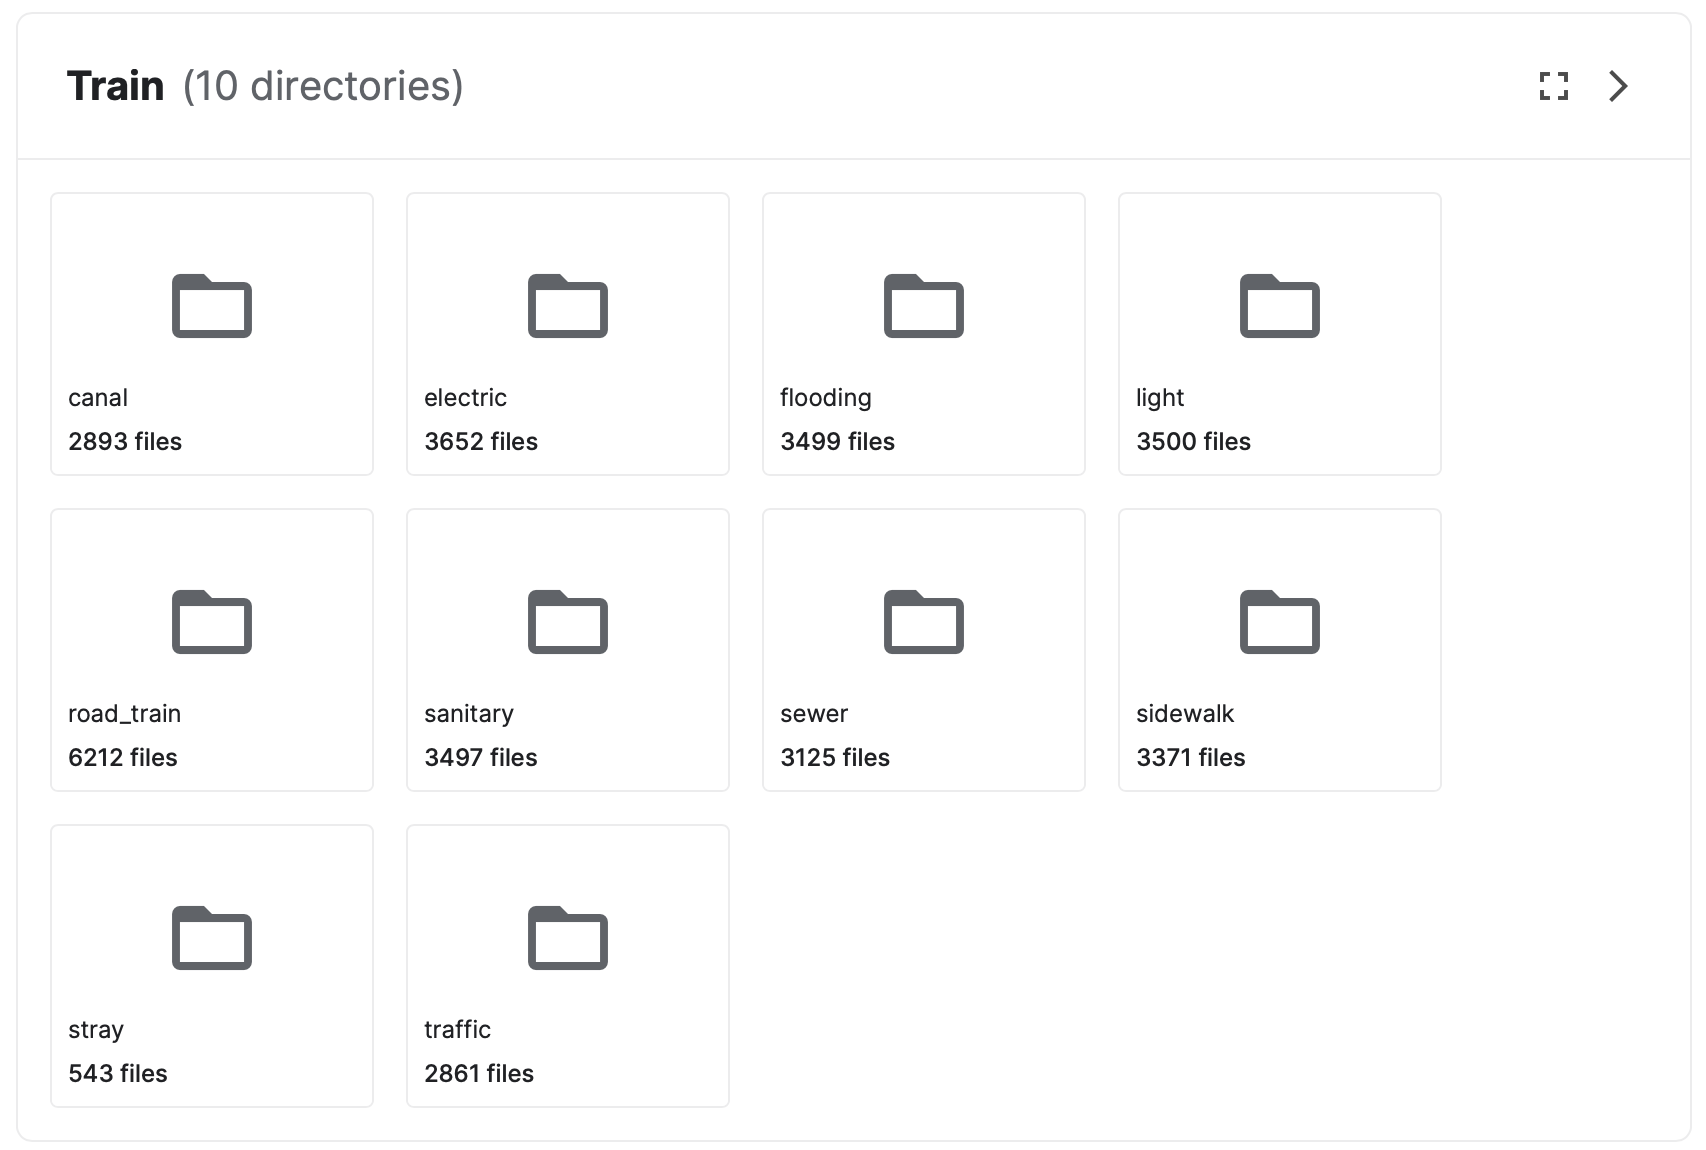 Train (10 directories)
canal
2893 files
electric
3652 files
flooding
3499 files
light
3500 files
road_train
6212 files
sanitary
3497 files
sewer
3125 files
sidewalk
3371 files
stray
543 files
traffic
2861 files